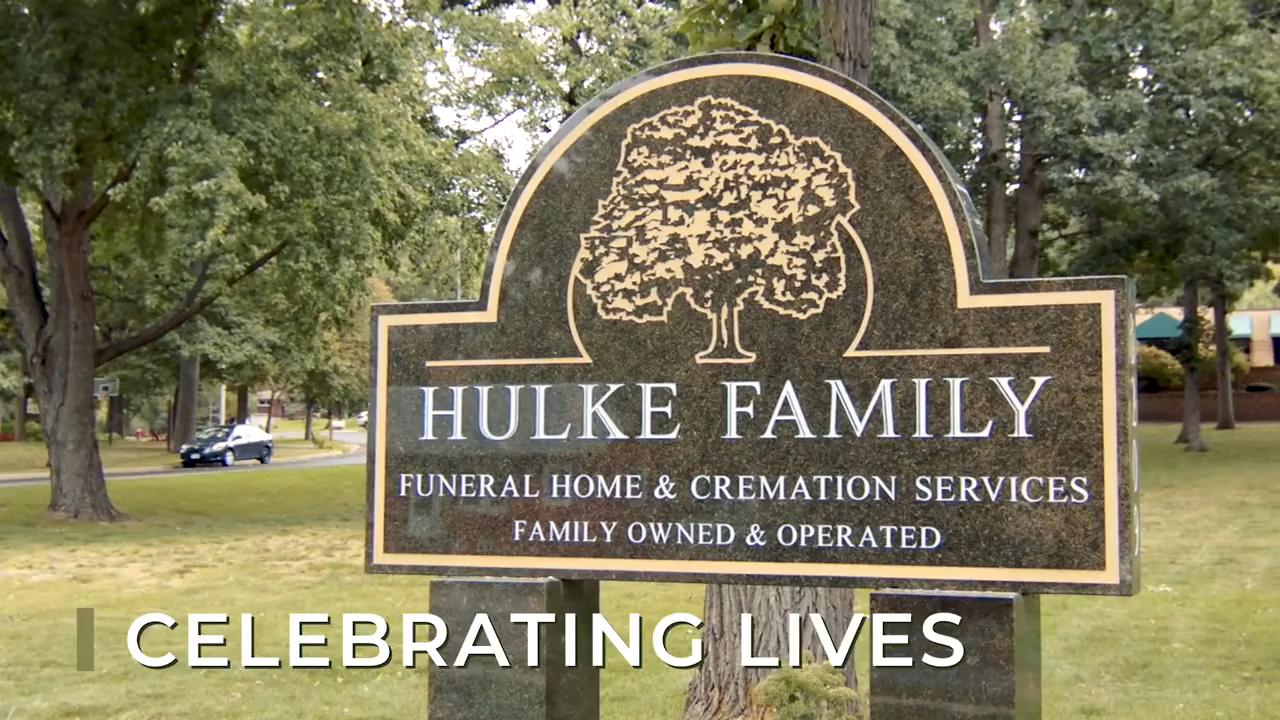 HULKE FAMILY
FUNERAL HOME & CREMATION SERVICES
FAMILY OWNED & OPERATED
CELEBRATING LIVES